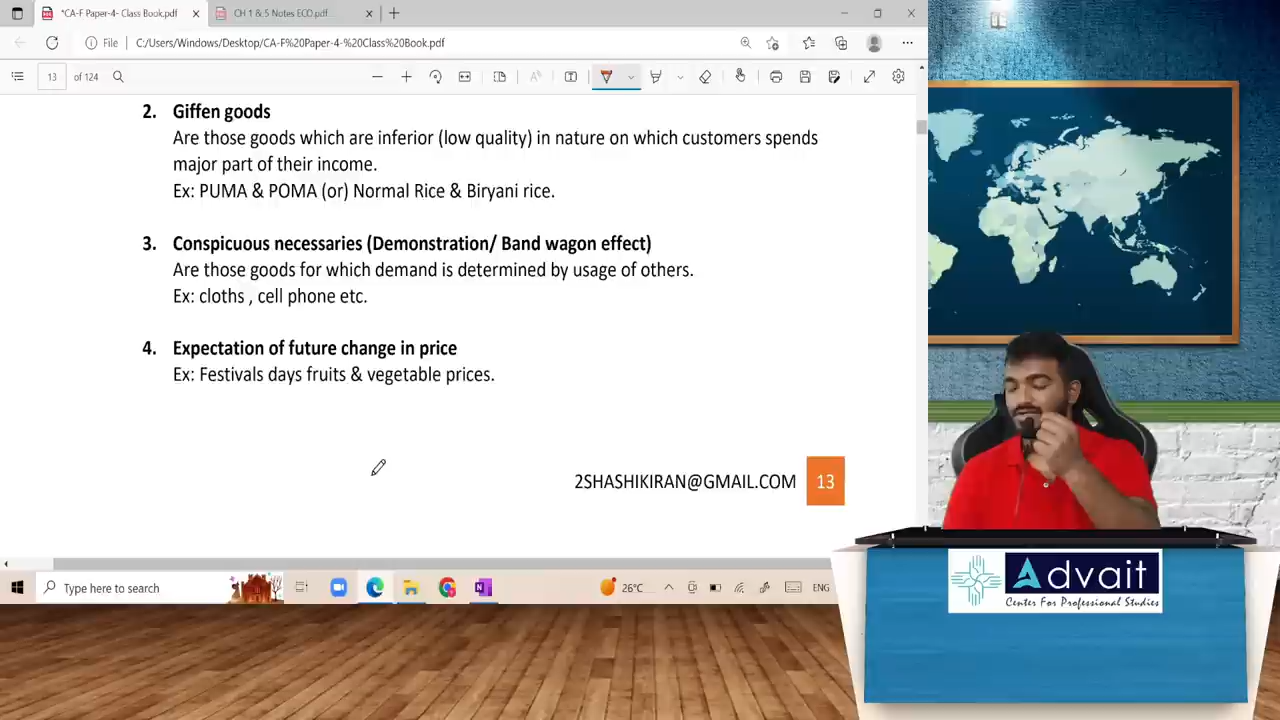 *CA-F Paper-4- Class Book.pdf
CH 1 & 5 Notes ECO.pdf
File
C:/Users/Windows/Desktop/CA-F%20Paper-4-%20Class%20Book.pdf
13 of 124
2. Giffen goods
Are those goods which are inferior (low quality) in nature on which customers spends
major part of their income.
Ex: PUMA & POMA (or) Normal Rice & Biryani rice.
3. Conspicuous necessaries (Demonstration/ Band wagon effect)
Are those goods for which demand is determined by usage of others.
Ex: cloths , cell phone etc.
4. Expectation of future change in price
Ex: Festivals days fruits & vegetable prices.
2SHASHIKIRAN@GMAIL.COM 13
Type here to search
26°C
ENG
Advait
Center For Professional Studies